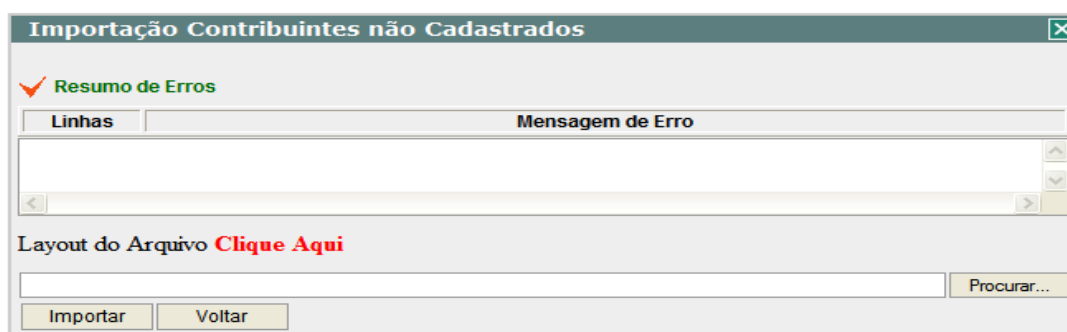 Importação Contribuintes não Cadastrados
Resumo de Erros
Linhas Mensagem de Erro
Layout do Arquivo Clique Aqui
Procurar...
Importar Voltar